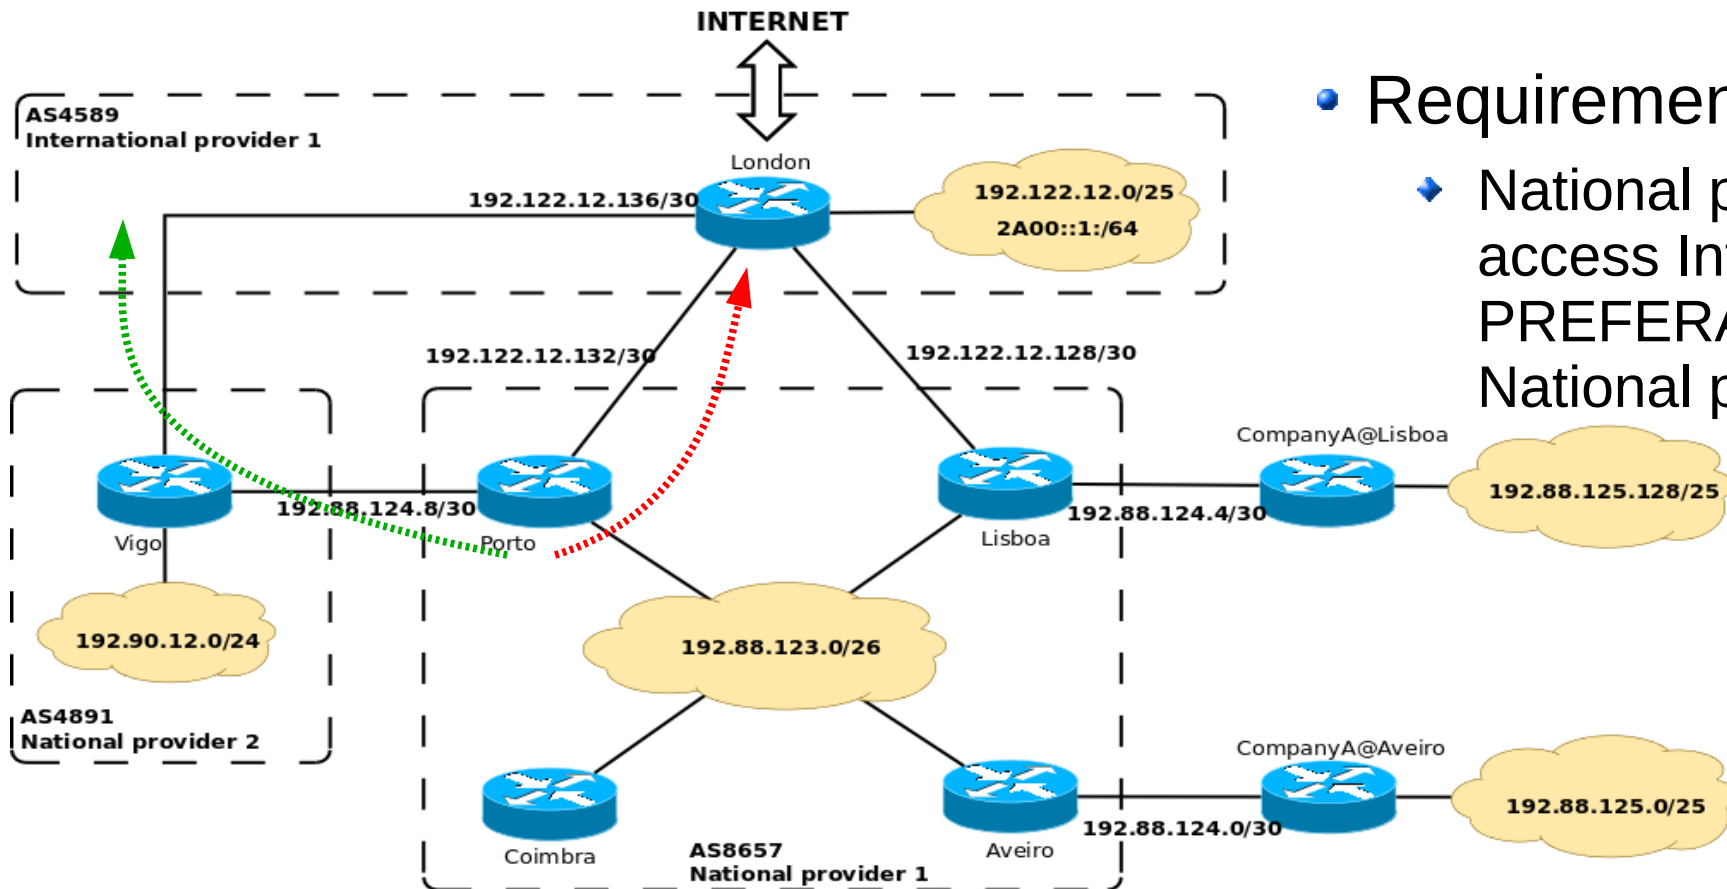 INTERNET
AS4589
International provider 1
London
192.122.12.136/30
192.122.12.0/25
2A00::1:/64
192.122.12.132/30
192.122.12.128/30
192.88.124.8/30
Vigo
Porto
Lisboa
192.88.124.4/30
CompanyA@Lisboa
192.88.125.128/25
192.90.12.0/24
192.88.123.0/26
AS4891
National provider 2
Coimbra
AS8657
National provider 1
Aveiro
192.88.124.0/30
CompanyA@Aveiro
192.88.125.0/25
Requiremen
National p
access In
PREFERA
National p